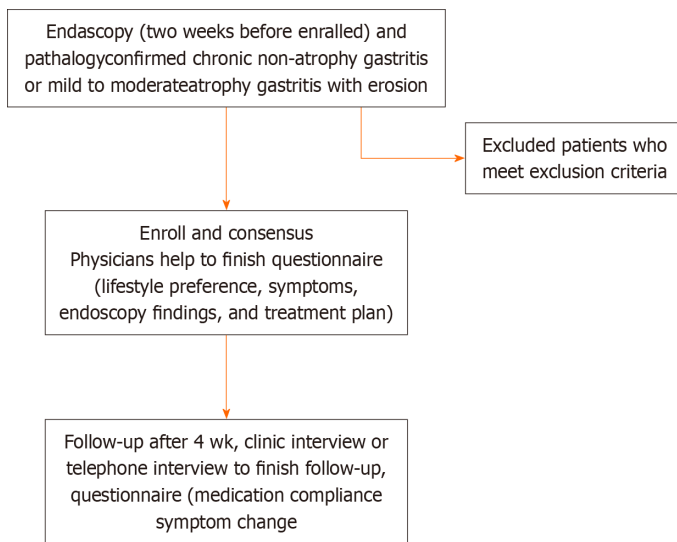 Endascopy (two weeks before enralled) and
pathalogyconfirmed chronic non-atrophy gastritis
or mild to moderateatrophy gastritis with erosion
Excluded patients who
meet exclusion criteria
Enroll and consensus
Physicians help to finish questionnaire
(lifestyle preference, symptoms,
endoscopy findings, and treatment plan)
Follow-up after 4 wk, clinic interview or
telephone interview to finish follow-up,
questionnaire (medication compliance
symptom change